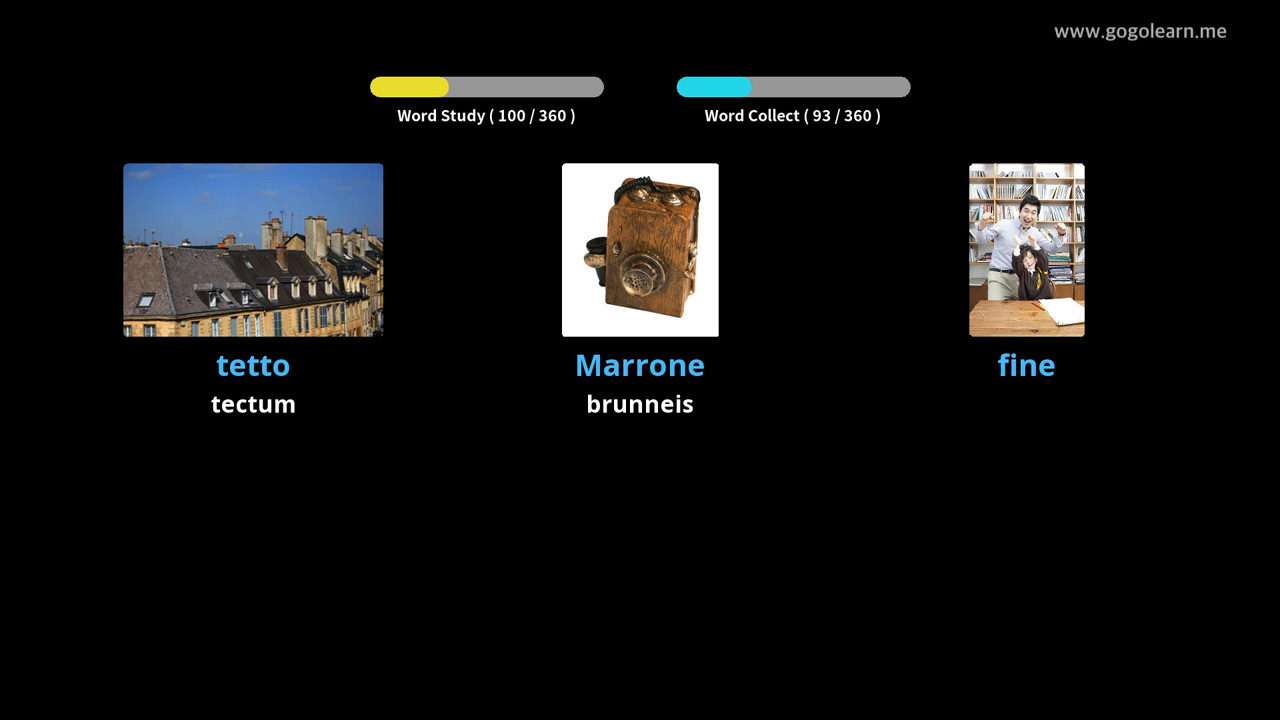 www.gogolearn.me
Word Study ( 100 / 360 )
Word Collect ( 93 / 360 )
tetto
Marrone
fine
tectum
brunneis